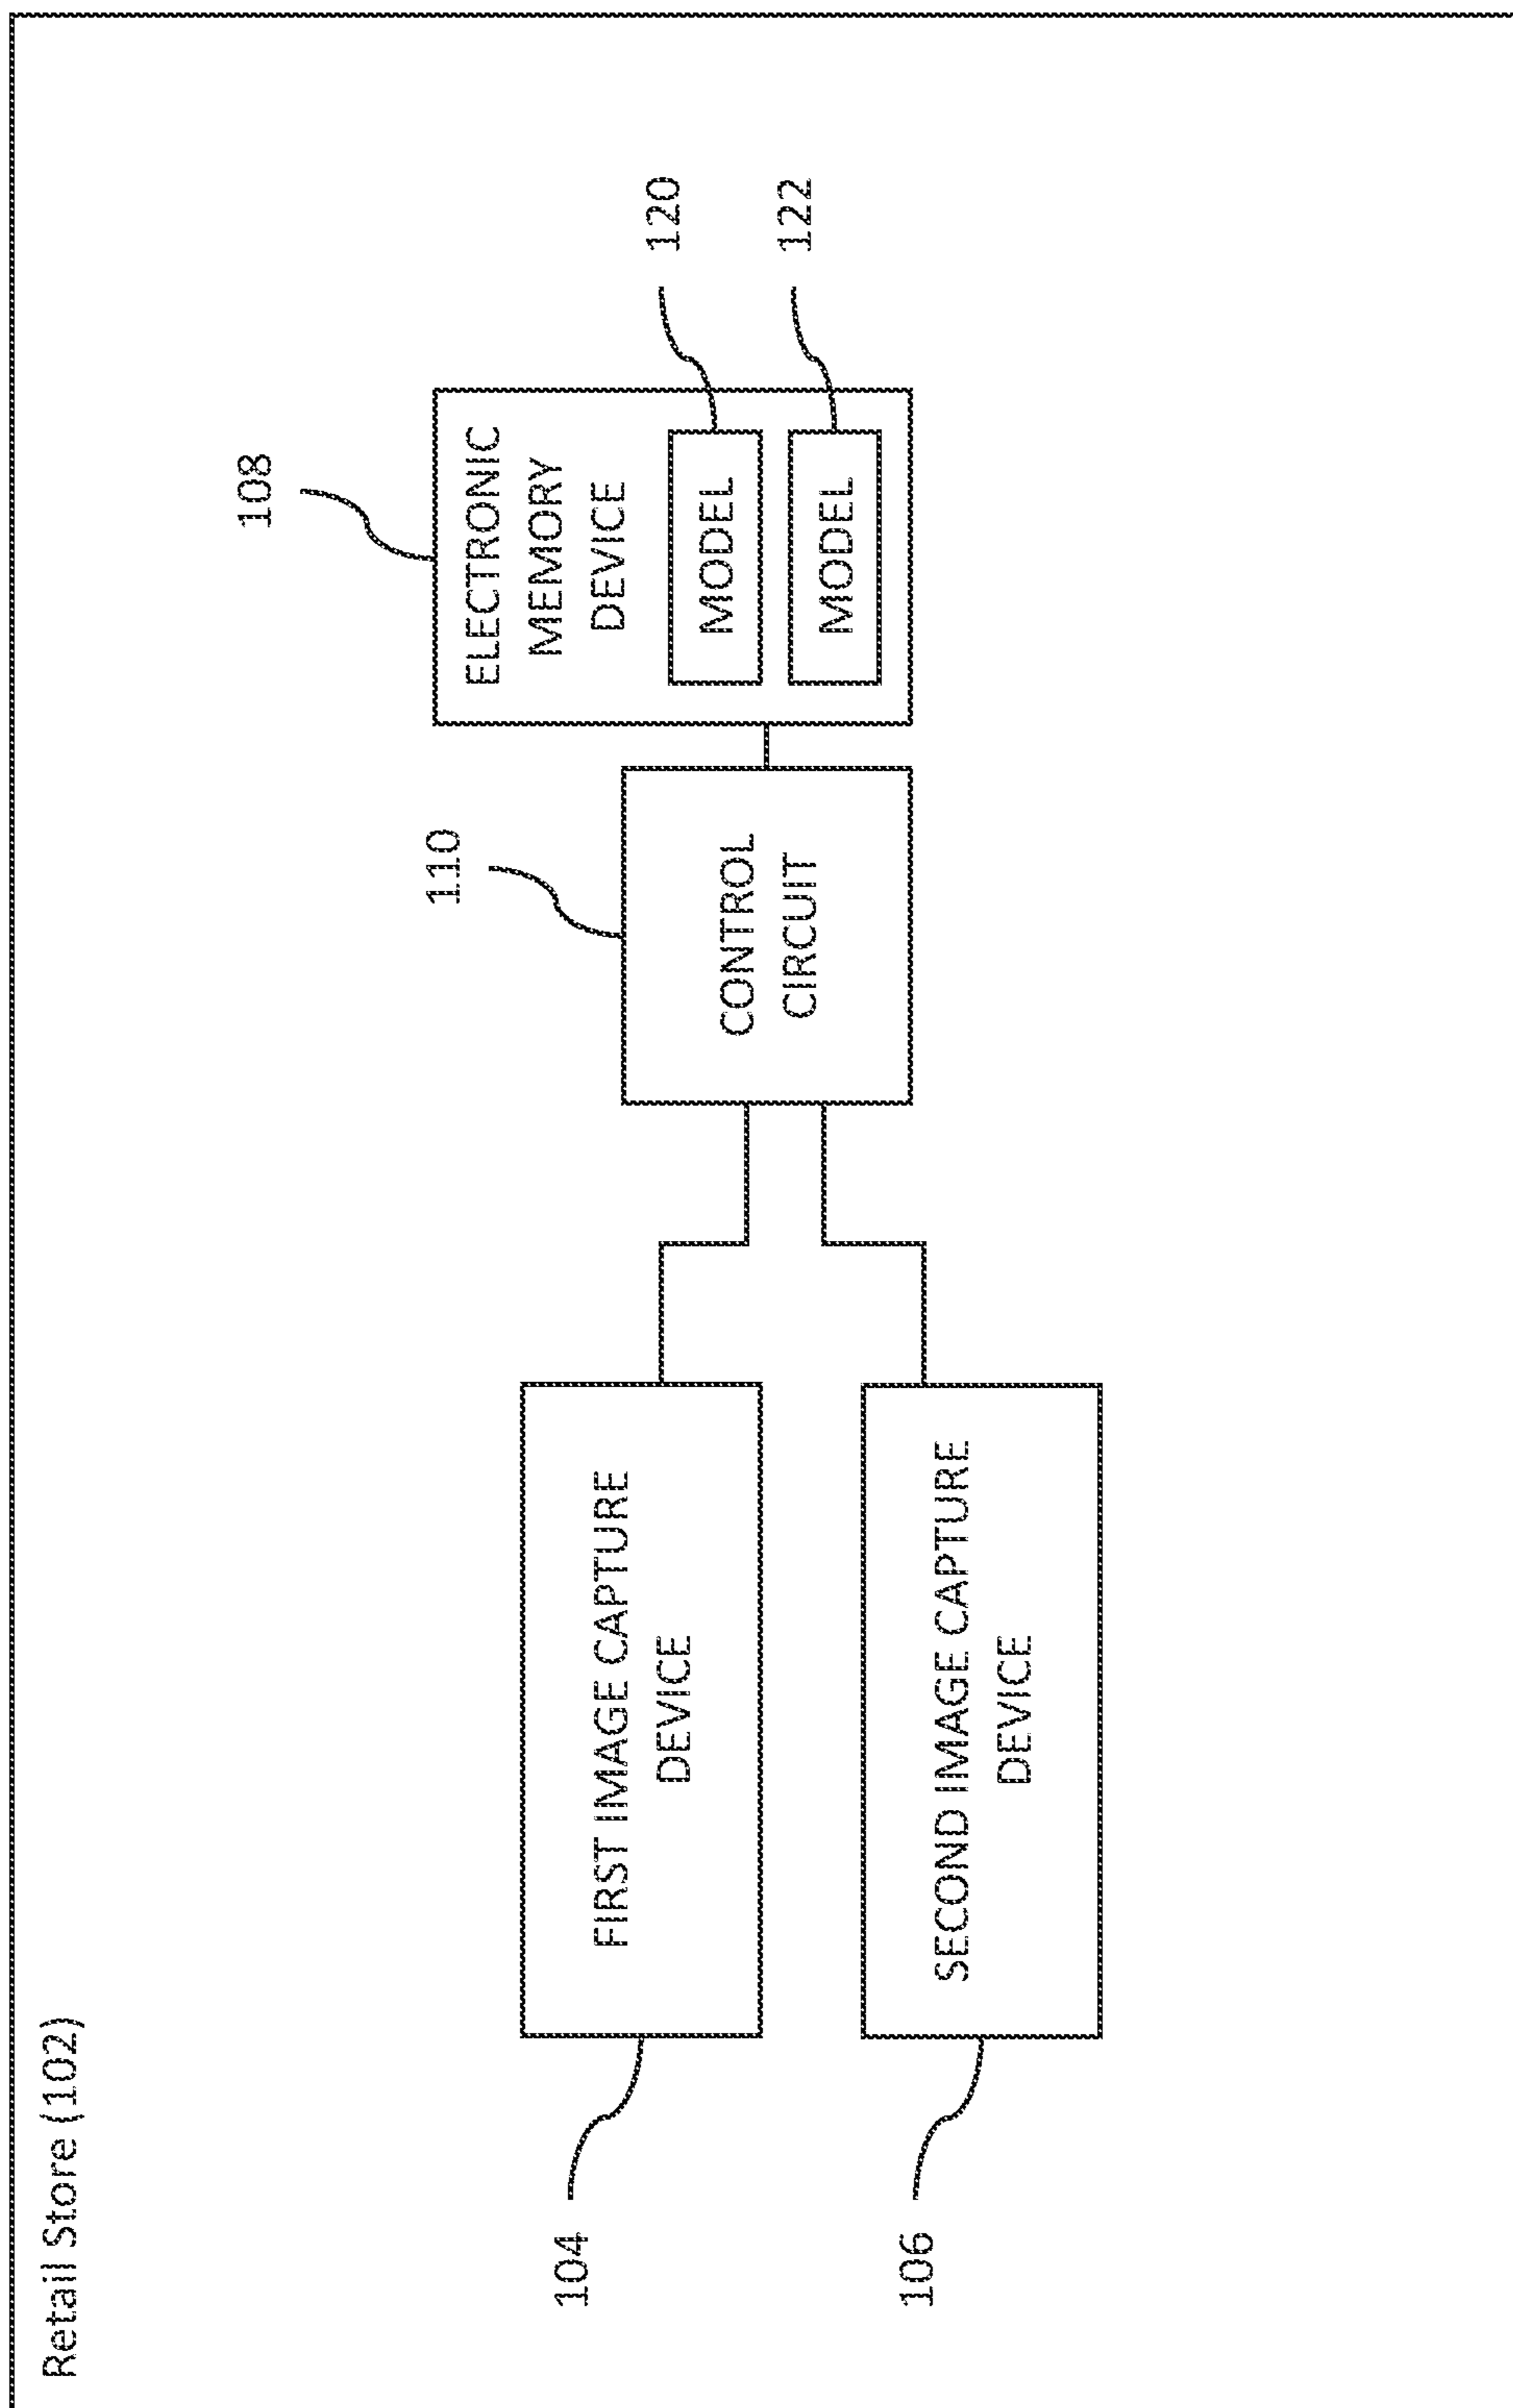 Retail Store (102)
108
110
ELECTRONIC
MEMORY
DEVICE
MODEL
120
MODEL
122
CONTROL
CIRCUIT
104
FIRST IMAGE CAPTURE
DEVICE
106
SECOND IMAGE CAPTURE
DEVICE